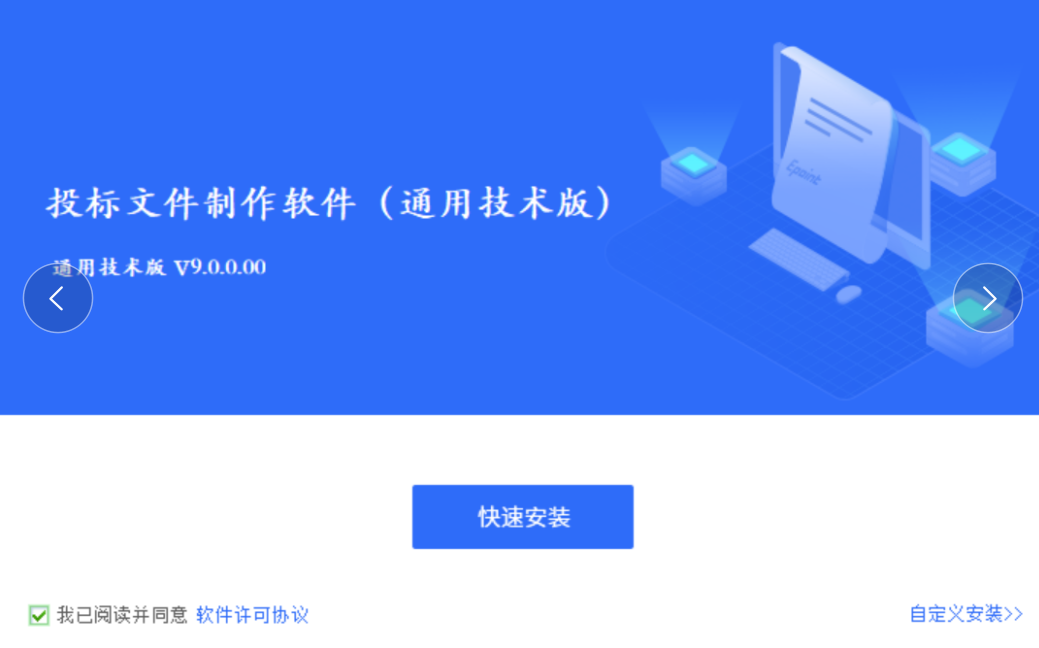 投标文件制作软件（通用技术版）
通用技术版 V9.0.0.00
Epoint
快速安装
我已阅读并同意 软件许可协议
自定义安装>>